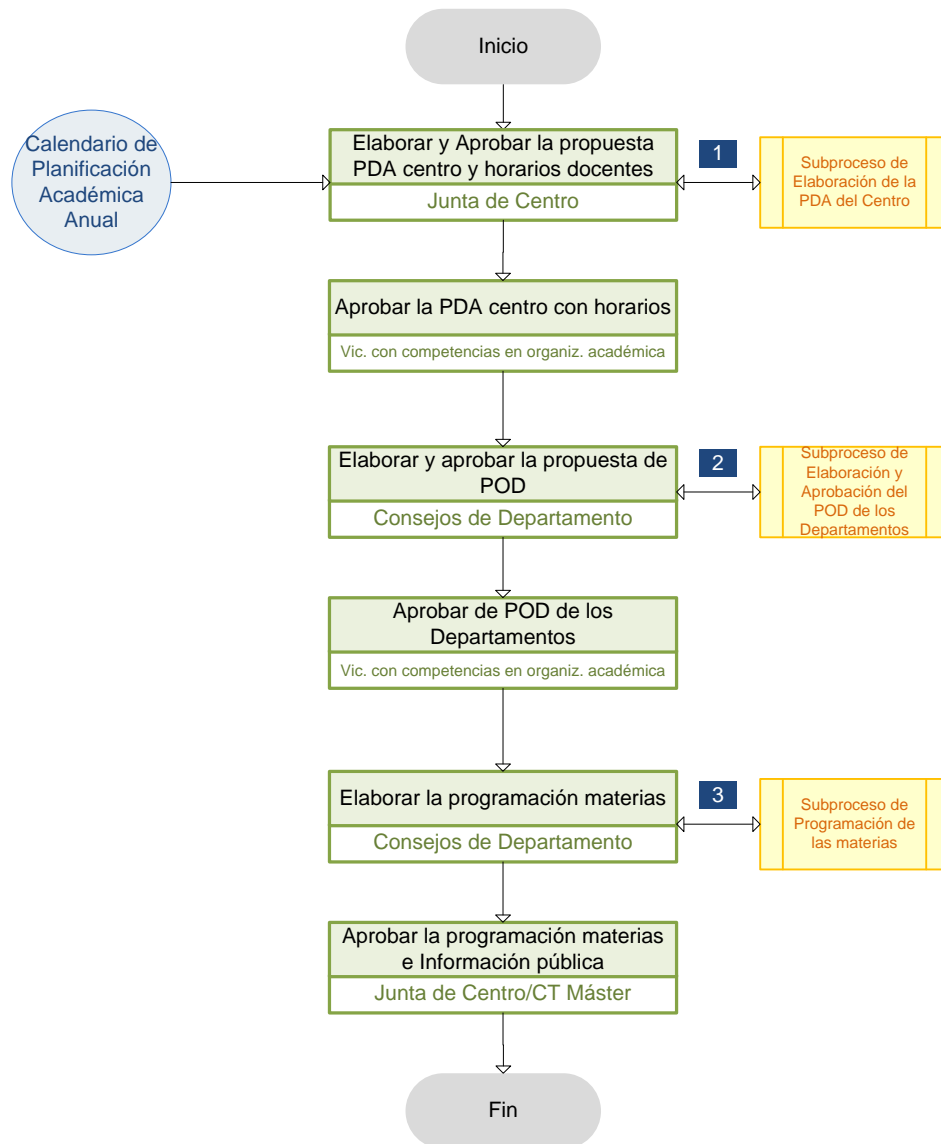 Inicio
Calendario de
Planificación
Académica
Anual
Elaborar y Aprobar la propuesta
PDA centro y horarios docentes
Junta de Centro
1
Subproceso de
Elaboración de la
PDA del Centro
Aprobar la PDA centro con horarios
Vic. con competencias en organiz. académica
Elaborar y aprobar la propuesta de
POD
Consejos de Departamento
2
Subproceso de
Elaboración y
Aprobación del
POD de los
Departamentos
Aprobar de POD de los
Departamentos
Vic. con competencias en organiz. académica
Elaborar la programación materias
Consejos de Departamento
3
Subproceso de
Programación de
las materias
Aprobar la programación materias
e Información pública
Junta de Centro/CT Máster
Fin